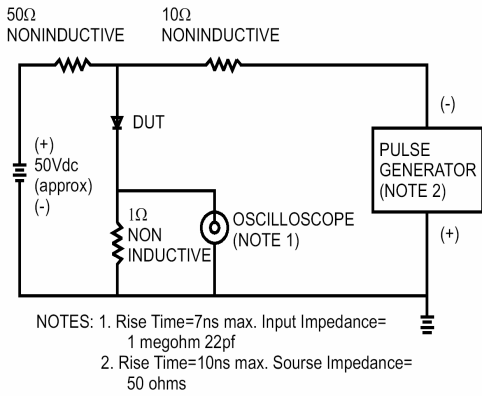 50Ω
NONINDUCTIVE
10Ω
NONINDUCTIVE
DUT
(+)
50Vdc
(approx)
(-)
1Ω
NON
INDUCTIVE
OSCILLOSCOPE
(NOTE 1)
(-)
PULSE
GENERATOR
(NOTE 2)
(+)
NOTES: 1. Rise Time=7ns max. Input Impedance=
1 megohm 22pf
2. Rise Time=10ns max. Sourse Impedance=
50 ohms